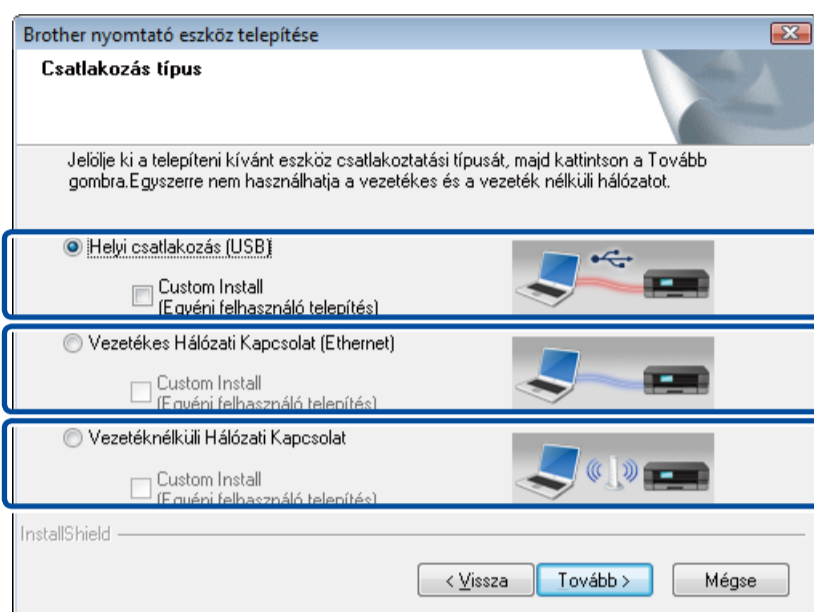 Brother nyomtató eszköz telepítése
Csatlakozás típus
Jelölje ki a telepíteni kívánt eszköz csatlakoztatási típusát, majd kattintson a Tovább
gombra.Egyszerre nem használhatja a vezetékes és a vezeték nélküli hálózatot.
Helyi csatlakozás (USB)
Custom Install
(Egyéni felhasználó telepítés)
Vezetékes Hálózati Kapcsolat (Ethernet)
Custom Install
(Egyéni felhasználó telepítés)
Vezetéknélküli Hálózati Kapcsolat
Custom Install
(Egyéni felhasználó telepítés)
InstallShield
< Vissza
Tovább >
Mégse